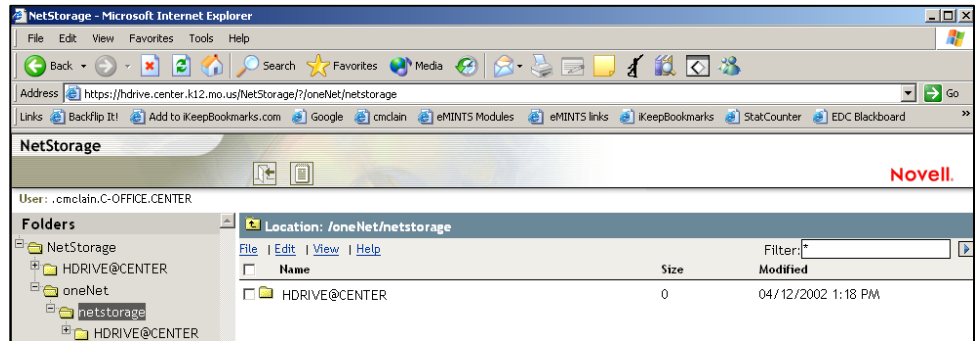 NetStorage - Microsoft Internet Explorer
File Edit View Favorites Tools Help
Back Search Favorites Media
Address https://hdrive.center.k12.mo.us/NetStorage/?/oneNet/netstorage Go
Links Backflip It! Add to iKeepBookmarks.com Google cmclain eMINTS Modules eMINTS links iKeepBookmarks StatCounter EDC Blackboard »
NetStorage
Novell.
User: .cmclain.C-OFFICE.CENTER
Folders
NetStorage
HDRIVE@CENTER
oneNet
netstorage
HDRIVE@CENTER
Location: /oneNet/netstorage
File | Edit | View | Help Filter:*
Name Size Modified
HDRIVE@CENTER 0 04/12/2002 1:18 PM